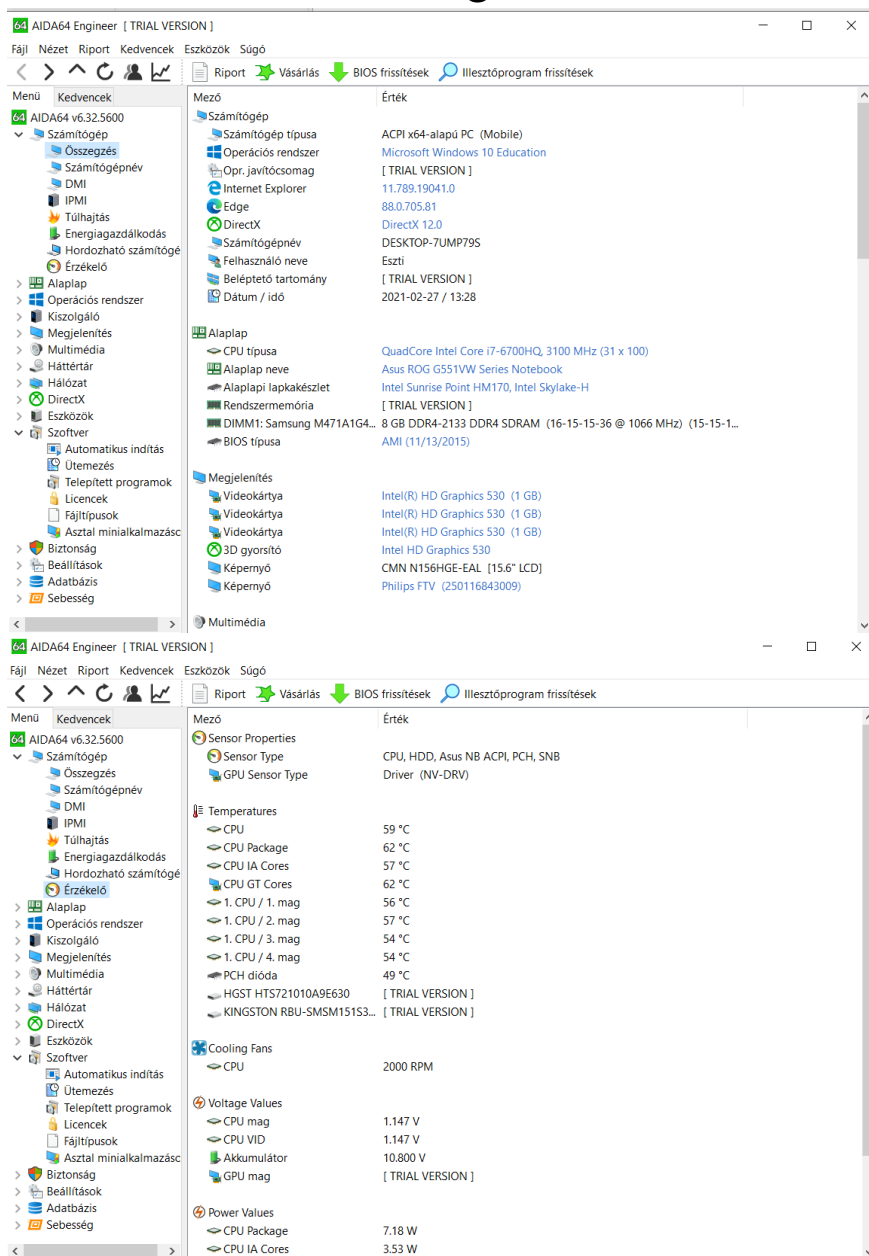 64 AIDA64 Engineer [ TRIAL VERSION ]
Fájl Nézet Riport Kedvencek Eszközök Súgó
Riport Vásárlás BIOS frissítések Illesztőprogram frissítések
Menü Kedvencek
64 AIDA64 v6.32.5600
Számítógép
Összegzés
Számítógépnév
DMI
IPMI
Túlhajtás
Energiagazdálkodás
Hordozható számítógé
Érzékelő
Alaplap
Operációs rendszer
Kiszolgáló
Megjelenítés
Multimédia
Háttértár
Hálózat
DirectX
Eszközök
Szoftver
Automatikus indítás
Ütemezés
Telepített programok
Licencek
Fájltípusok
Asztal minialkalmazásc
Biztonság
Beállítások
Adatbázis
Sebesség
Mező Érték
Számítógép
Számítógép típusa ACPI x64-alapú PC (Mobile)
Operációs rendszer Microsoft Windows 10 Education
Opr. javítócsomag [ TRIAL VERSION ]
Internet Explorer 11.789.19041.0
Edge 88.0.705.81
DirectX DirectX 12.0
Számítógépnév DESKTOP-7UMP79S
Felhasználó neve Eszti
Beléptető tartomány [ TRIAL VERSION ]
Dátum / idő 2021-02-27 / 13:28
Alaplap
CPU típusa QuadCore Intel Core i7-6700HQ, 3100 MHz (31 x 100)
Alaplap neve Asus ROG G551VW Series Notebook
Alaplapi lapkakészlet Intel Sunrise Point HM170, Intel Skylake-H
Rendszermemória [ TRIAL VERSION ]
DIMM1: Samsung M471A1G4... 8 GB DDR4-2133 DDR4 SDRAM (16-15-15-36 @ 1066 MHz) (15-15-1...
BIOS típusa AMI (11/13/2015)
Megjelenítés
Videokártya Intel(R) HD Graphics 530 (1 GB)
Videokártya Intel(R) HD Graphics 530 (1 GB)
Videokártya Intel(R) HD Graphics 530 (1 GB)
3D gyorsító Intel HD Graphics 530
Képernyő CMN N156HGE-EAL [15.6" LCD]
Képernyő Philips FTV (250116843009)
Multimédia
64 AIDA64 Engineer [ TRIAL VERSION ]
Fájl Nézet Riport Kedvencek Eszközök Súgó
Riport Vásárlás BIOS frissítések Illesztőprogram frissítések
Menü Kedvencek
64 AIDA64 v6.32.5600
Számítógép
Összegzés
Számítógépnév
DMI
IPMI
Túlhajtás
Energiagazdálkodás
Hordozható számítógé
Érzékelő
Alaplap
Operációs rendszer
Kiszolgáló
Megjelenítés
Multimédia
Háttértár
Hálózat
DirectX
Eszközök
Szoftver
Automatikus indítás
Ütemezés
Telepített programok
Licencek
Fájltípusok
Asztal minialkalmazásc
Biztonság
Beállítások
Adatbázis
Sebesség
Mező Érték
Sensor Properties
Sensor Type CPU, HDD, Asus NB ACPI, PCH, SNB
GPU Sensor Type Driver (NV-DRV)
Temperatures
CPU 59 °C
CPU Package 62 °C
CPU IA Cores 57 °C
CPU GT Cores 62 °C
1. CPU / 1. mag 56 °C
1. CPU / 2. mag 57 °C
1. CPU / 3. mag 54 °C
1. CPU / 4. mag 54 °C
PCH dióda 49 °C
HGST HTS721010A9E630 [ TRIAL VERSION ]
KINGSTON RBU-SMSM151S3... [ TRIAL VERSION ]
Cooling Fans
CPU 2000 RPM
Voltage Values
CPU mag 1.147 V
CPU VID 1.147 V
Akkumulátor 10.800 V
GPU mag [ TRIAL VERSION ]
Power Values
CPU Package 7.18 W
CPU IA Cores 3.53 W